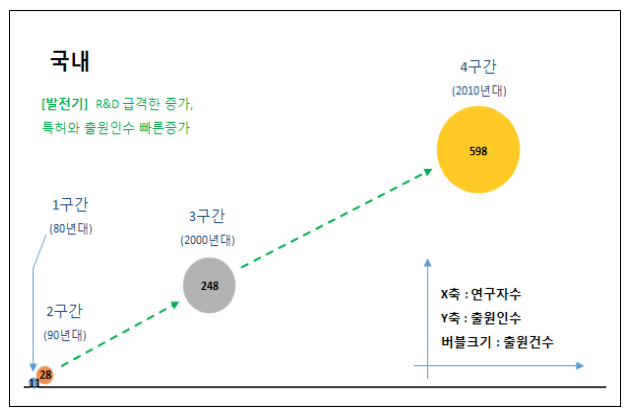 국내
[발전기] R&D 급격한 증가,
특허와 출원인수 빠른증가
4구간
(2010년대)
598
1구간
(80년대)
3구간
(2000년대)
248
2구간
(90년대)
28
11
X축 : 연구자수
Y축 : 출원인수
버블크기 : 출원건수